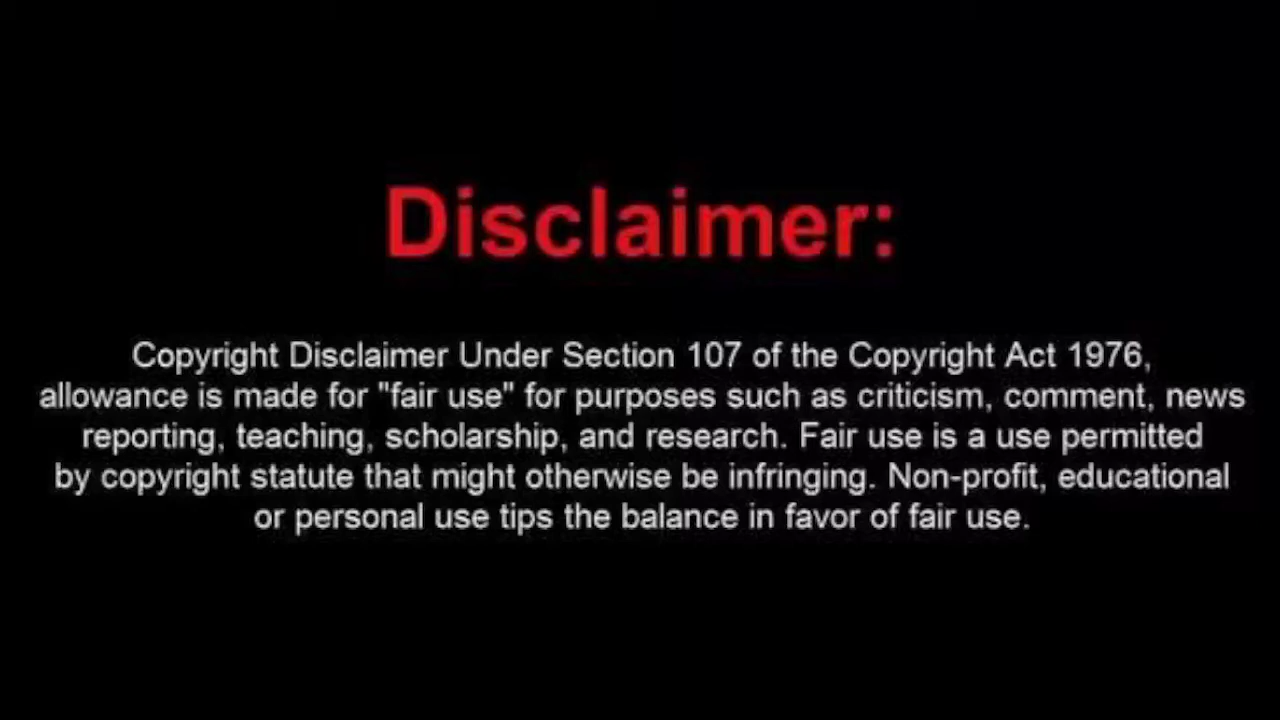 Disclaimer:
Copyright Disclaimer Under Section 107 of the Copyright Act 1976,
allowance is made for "fair use" for purposes such as criticism, comment, news
reporting, teaching, scholarship, and research. Fair use is a use permitted
by copyright statute that might otherwise be infringing. Non-profit, educational
or personal use tips the balance in favor of fair use.